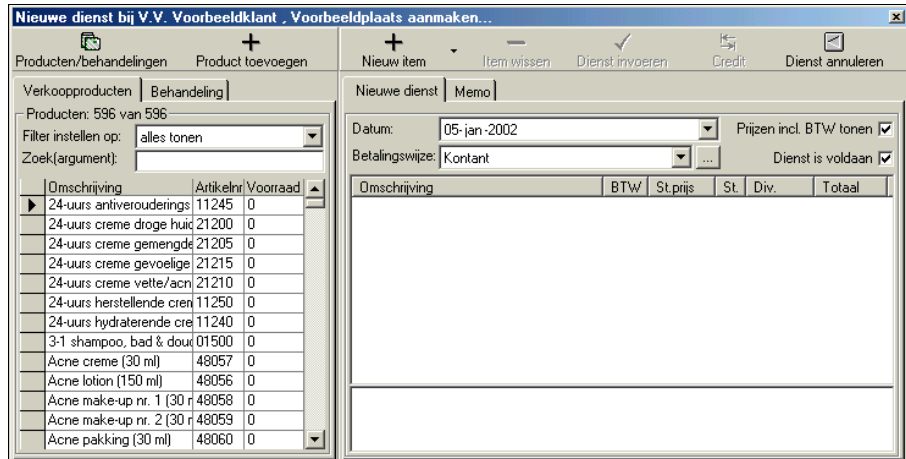 Nieuwe dienst bij V.V. Voorbeeldklant , Voorbeeldplaats aanmaken...
Producten/behandelingen Product toevoegen Nieuw item Item wissen Dienst invoeren Credit Dienst annuleren
Verkoopproducten Behandeling
Producten: 596 van 596
Filter instellen op: alles tonen
Zoek(argument):
Omschrijving Artikelnr Voorraad
24-uurs antiverouderings 11245 0
24-uurs creme droge huid 21200 0
24-uurs creme gemengde 21205 0
24-uurs creme gevoelige 21215 0
24-uurs creme vette/acn 21210 0
24-uurs herstellende crem 11250 0
24-uurs hydraterende cre 11240 0
3-1 shampoo, bad & douc 01500 0
Acne creme (30 ml) 48057 0
Acne lotion (150 ml) 48056 0
Acne make-up nr. 1 (30 m 48058 0
Acne make-up nr. 2 (30 m 48059 0
Acne pakking (30 ml) 48060 0
Nieuwe dienst Memo
Datum: 05-jan-2002 Prijzen incl. BTW tonen
Betalingswijze: Kontant ... Dienst is voldaan
Omschrijving BTW St.prijs St. Div. Totaal